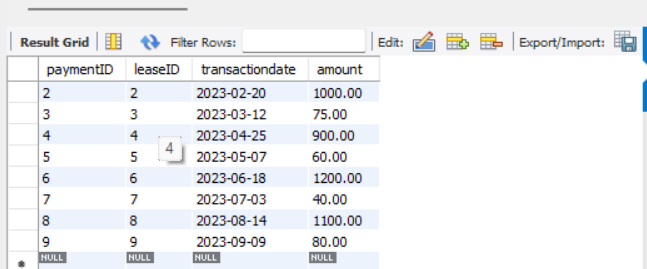 Result Grid Filter Rows: Edit: Export/Import:
paymentID leaseID transactiondate amount
2 2 2023-02-20 1000.00
3 3 2023-03-12 75.00
4 4 2023-04-25 900.00
4
5 5 2023-05-07 60.00
6 6 2023-06-18 1200.00
7 7 2023-07-03 40.00
8 8 2023-08-14 1100.00
9 9 2023-09-09 80.00
NULL NULL NULL NULL